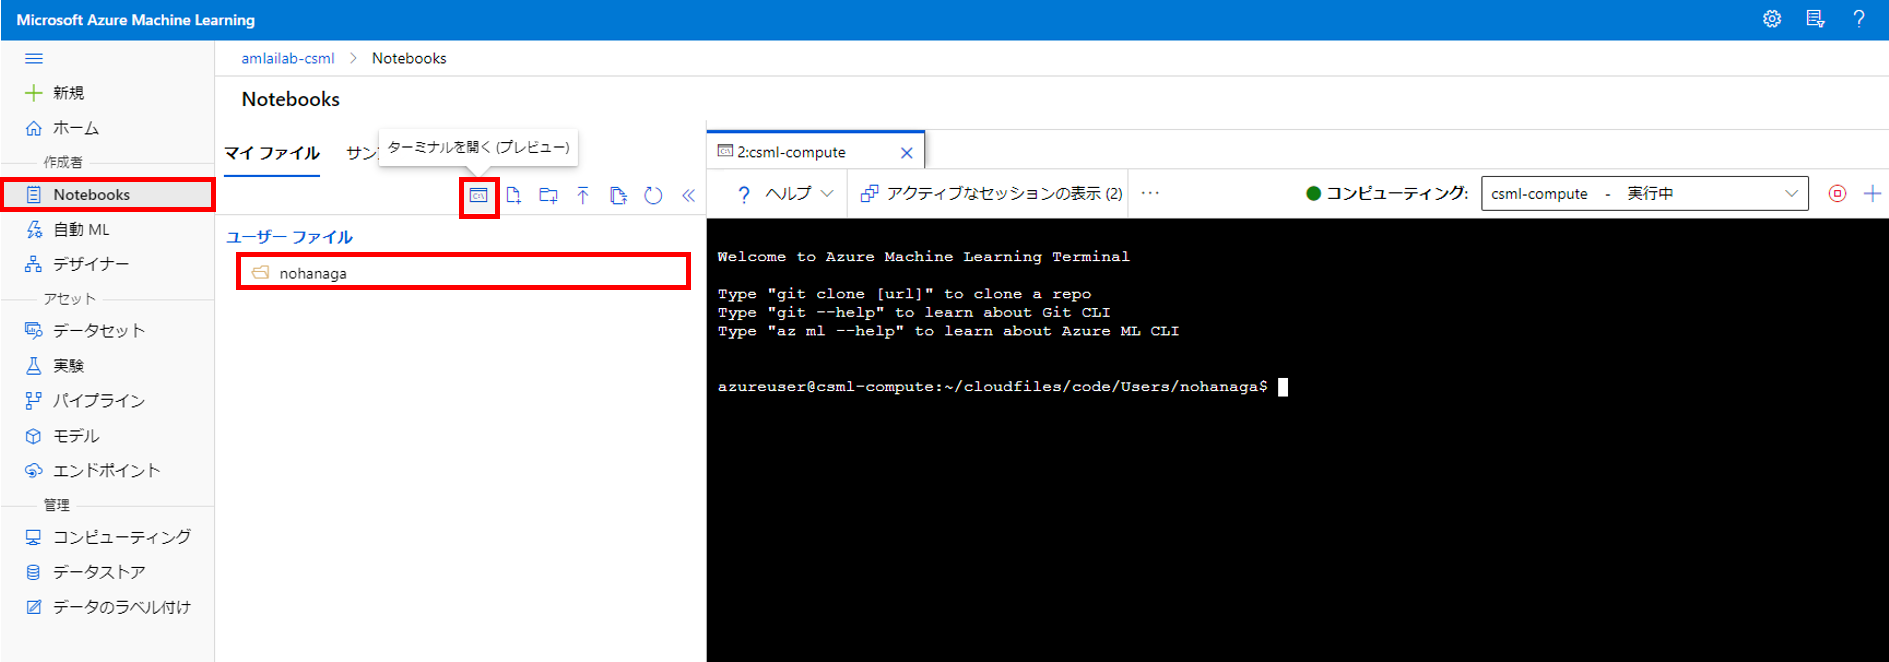 Microsoft Azure Machine Learning
amlailab-csml > Notebooks
Notebooks
新規
ホーム
作成者
Notebooks
自動 ML
デザイナー
アセット
データセット
実験
パイプライン
モデル
エンドポイント
管理
コンピューティング
データストア
データのラベル付け
マイ ファイル
サン
ターミナルを開く (プレビュー)
ユーザー ファイル
nohanaga
2:csml-compute
? ヘルプ
アクティブなセッションの表示 (2)
...
コンピューティング:
csml-compute - 実行中
Welcome to Azure Machine Learning Terminal
Type "git clone [url]" to clone a repo
Type "git --help" to learn about Git CLI
Type "az ml --help" to learn about Azure ML CLI
azureuser@csml-compute:~/cloudfiles/code/Users/nohanaga$